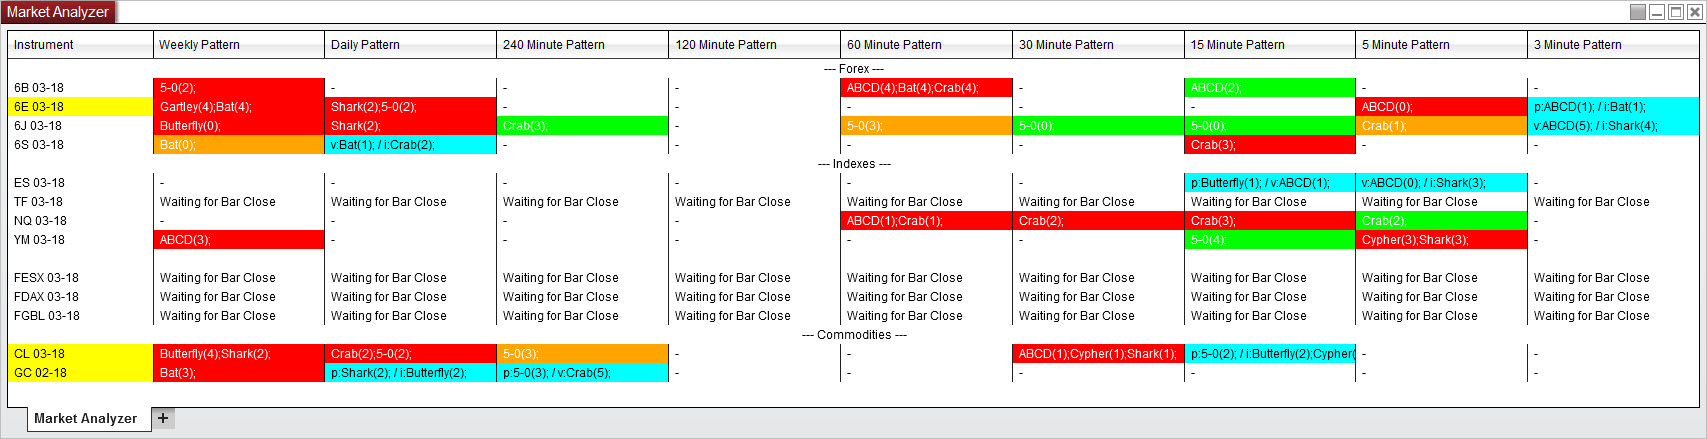 Market Analyzer
Instrument Weekly Pattern Daily Pattern 240 Minute Pattern 120 Minute Pattern 60 Minute Pattern 30 Minute Pattern 15 Minute Pattern 5 Minute Pattern 3 Minute Pattern
--- Forex ---
6B 03-18 5-0(2); - - - ABCD(4);Bat(4);Crab(4); - ABCD(2); - -
6E 03-18 Gartley(4);Bat(4); Shark(2);5-0(2); - - - - - ABCD(0); p:ABCD(1); / i:Bat(1);
6J 03-18 Butterfly(0); Shark(2); Crab(3); - 5-0(3); 5-0(0); 5-0(0); Crab(1); v:ABCD(5); / i:Shark(4);
6S 03-18 Bat(0); v:Bat(1); / i:Crab(2); - - - - Crab(3); - -
--- Indexes ---
ES 03-18 - - - - - - p:Butterfly(1); / v:ABCD(1); v:ABCD(0); / i:Shark(3); -
TF 03-18 Waiting for Bar Close Waiting for Bar Close Waiting for Bar Close Waiting for Bar Close Waiting for Bar Close Waiting for Bar Close Waiting for Bar Close Waiting for Bar Close Waiting for Bar Close
NQ 03-18 - - - - ABCD(1);Crab(1); Crab(2); Crab(3); Crab(2); -
YM 03-18 ABCD(3); - - - - - 5-0(4); Cypher(3);Shark(3); -
FESX 03-18 Waiting for Bar Close Waiting for Bar Close Waiting for Bar Close Waiting for Bar Close Waiting for Bar Close Waiting for Bar Close Waiting for Bar Close Waiting for Bar Close Waiting for Bar Close
FDAX 03-18 Waiting for Bar Close Waiting for Bar Close Waiting for Bar Close Waiting for Bar Close Waiting for Bar Close Waiting for Bar Close Waiting for Bar Close Waiting for Bar Close Waiting for Bar Close
FGBL 03-18 Waiting for Bar Close Waiting for Bar Close Waiting for Bar Close Waiting for Bar Close Waiting for Bar Close Waiting for Bar Close Waiting for Bar Close Waiting for Bar Close Waiting for Bar Close
--- Commodities ---
CL 03-18 Butterfly(4);Shark(2); Crab(2);5-0(2); 5-0(3); - - ABCD(1);Cypher(1);Shark(1); p:5-0(2); / i:Butterfly(2);Cypher( - -
GC 02-18 Bat(3); p:Shark(2); / i:Butterfly(2); p:5-0(3); / v:Crab(5); - - - - - -
Market Analyzer +